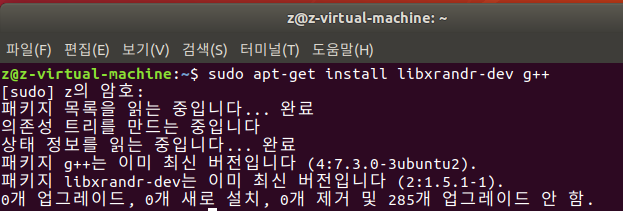 z@z-virtual-machine: ~
파일(F) 편집(E) 보기(V) 검색(S) 터미널(T) 도움말(H)
z@z-virtual-machine:~$ sudo apt-get install libxrandr-dev g++
[sudo] z의 암호:
패키지 목록을 읽는 중입니다... 완료
의존성 트리를 만드는 중입니다
상태 정보를 읽는 중입니다... 완료
패키지 g++는 이미 최신 버전입니다 (4:7.3.0-3ubuntu2).
패키지 libxrandr-dev는 이미 최신 버전입니다 (2:1.5.1-1).
0개 업그레이드, 0개 새로 설치, 0개 제거 및 285개 업그레이드 안 함.